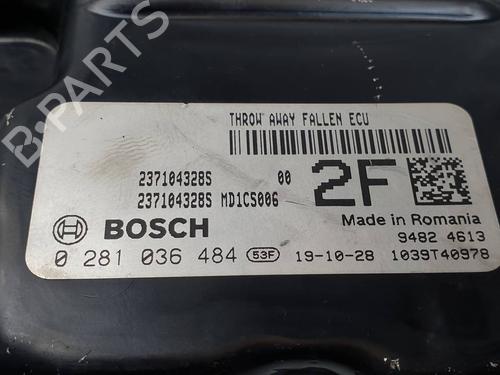 B-PARTS
THROW AWAY FALLEN ECU
237104328S 00
237104328S MD1CS006
2F
BOSCH
Made in Romania
9482 4613
0 281 036 484 53F 19-10-28 1039T40978